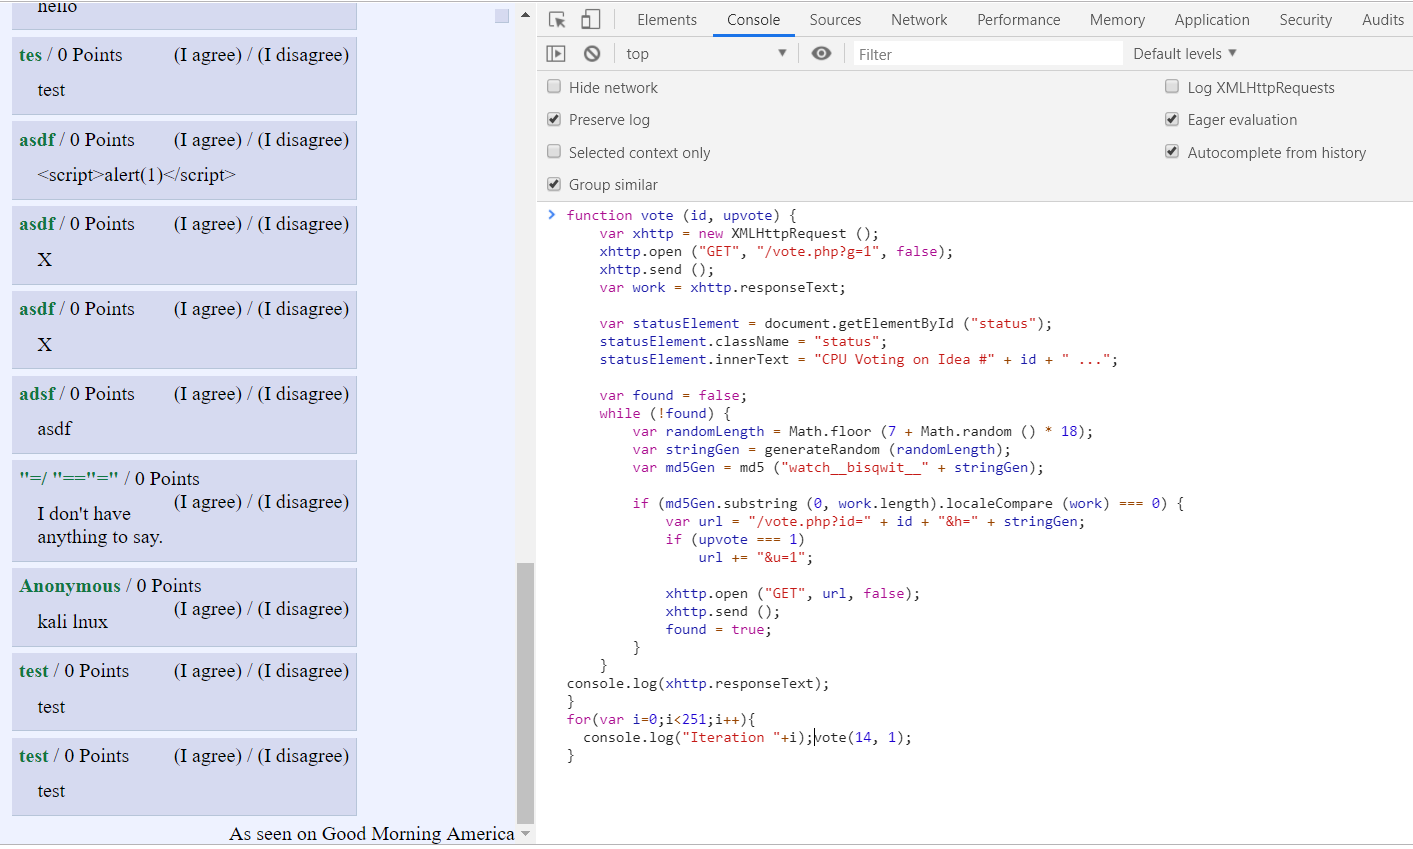 hello
tes / 0 Points (I agree) / (I disagree)
test
asdf / 0 Points (I agree) / (I disagree)
<script>alert(1)</script>
asdf / 0 Points (I agree) / (I disagree)
X
asdf / 0 Points (I agree) / (I disagree)
X
adsf / 0 Points (I agree) / (I disagree)
asdf
"=/ "=="=" / 0 Points
(I agree) / (I disagree)
I don't have
anything to say.
Anonymous / 0 Points
(I agree) / (I disagree)
kali lnux
test / 0 Points (I agree) / (I disagree)
test
test / 0 Points (I agree) / (I disagree)
test
As seen on Good Morning America
Elements Console Sources Network Performance Memory Application Security Audits
top Filter Default levels
Hide network Log XMLHttpRequests
Preserve log Eager evaluation
Selected context only Autocomplete from history
Group similar
function vote (id, upvote) {
    var xhttp = new XMLHttpRequest ();
    xhttp.open ("GET", "/vote.php?g=1", false);
    xhttp.send ();
    var work = xhttp.responseText;
    var statusElement = document.getElementById ("status");
    statusElement.className = "status";
    statusElement.innerText = "CPU Voting on Idea #" + id + " ...";
    var found = false;
    while (!found) {
        var randomLength = Math.floor (7 + Math.random () * 18);
        var stringGen = generateRandom (randomLength);
        var md5Gen = md5 ("watch__bisqwit__" + stringGen);
        if (md5Gen.substring (0, work.length).localeCompare (work) === 0) {
            var url = "/vote.php?id=" + id + "&h=" + stringGen;
            if (upvote === 1)
                url += "&u=1";
            xhttp.open ("GET", url, false);
            xhttp.send ();
            found = true;
        }
    }
console.log(xhttp.responseText);
}
for(var i=0;i<251;i++){
  console.log("Iteration "+i);vote(14, 1);
}